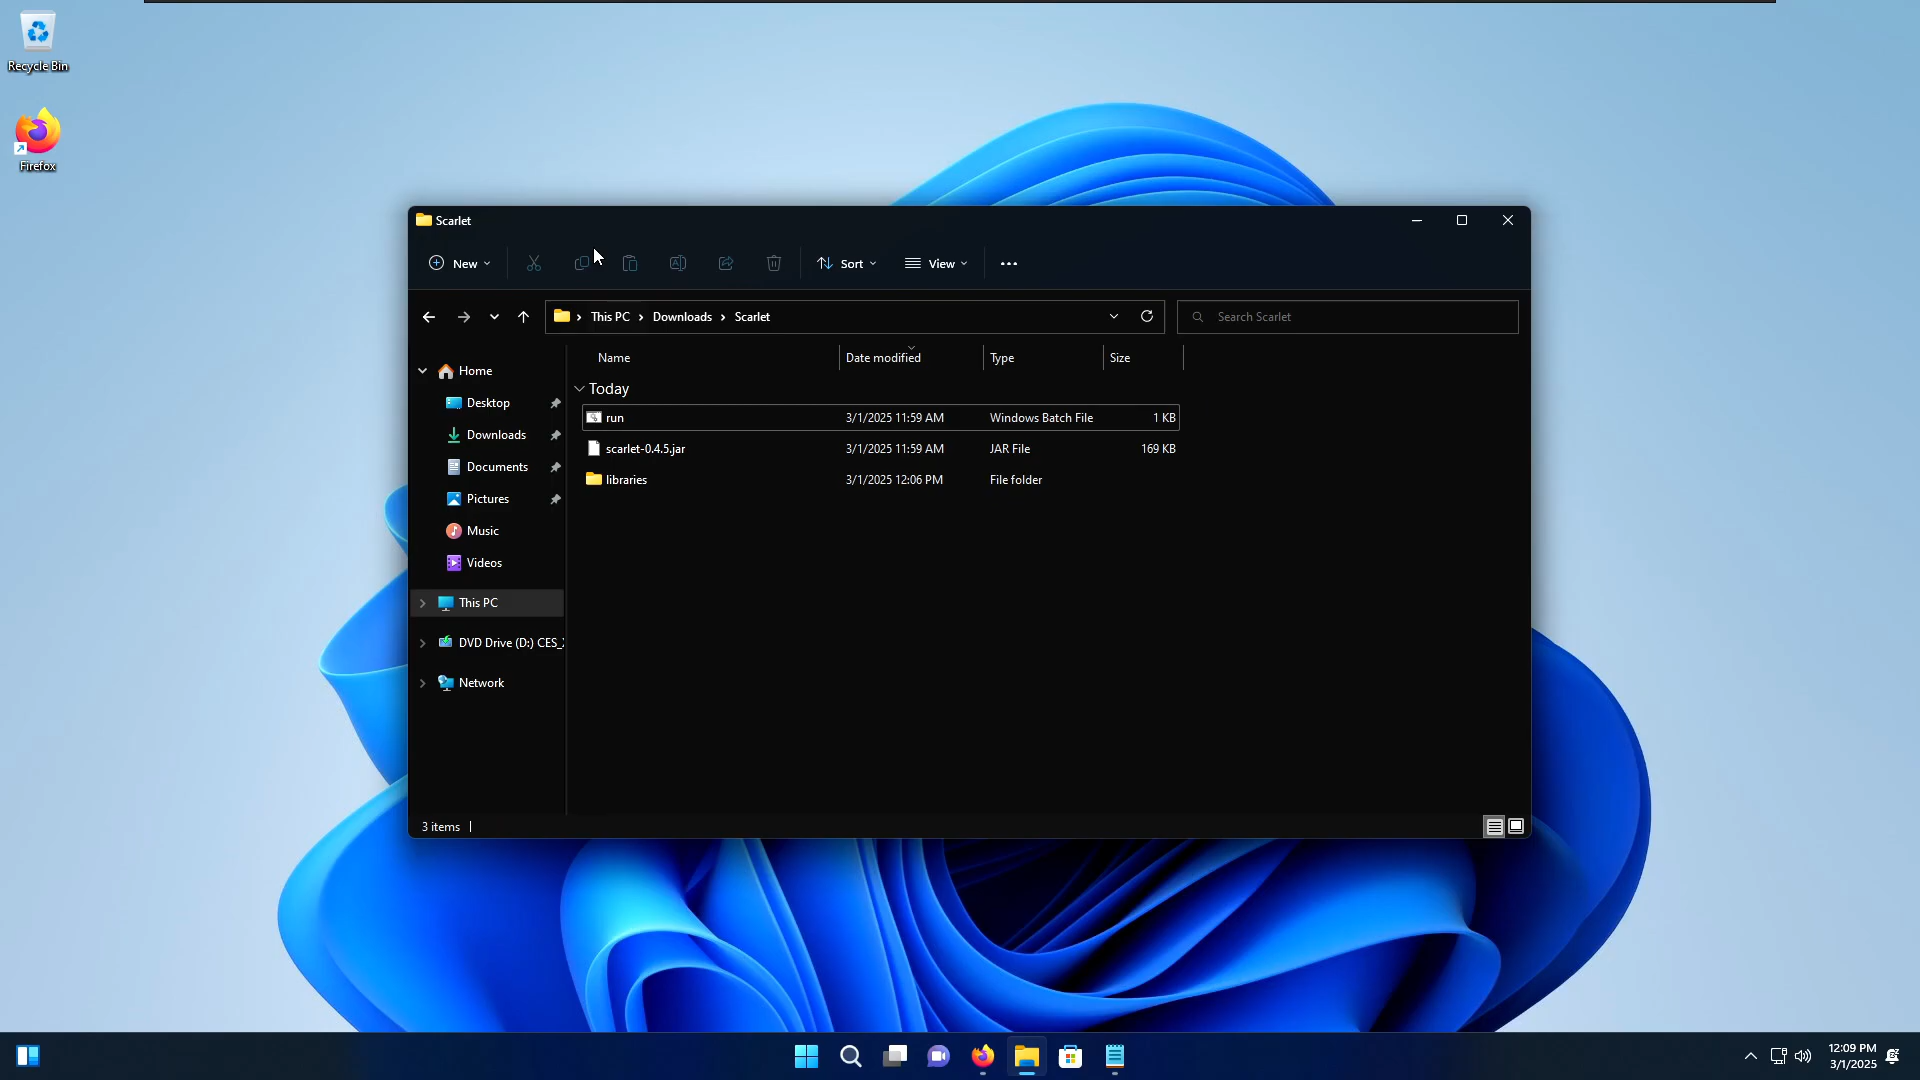 Recycle Bin
Firefox
Scarlet
New
Sort
View
This PC
Downloads
Scarlet
Search Scarlet
Name
Date modified
Type
Size
Home
Desktop
Downloads
Documents
Pictures
Music
Videos
This PC
DVD Drive (D:) CES_
Network
Today
run 3/1/2025 11:59 AM Windows Batch File 1 KB
scarlet-0.4.5.jar 3/1/2025 11:59 AM JAR File 169 KB
libraries 3/1/2025 12:06 PM File folder
3 items
12:09 PM
3/1/2025